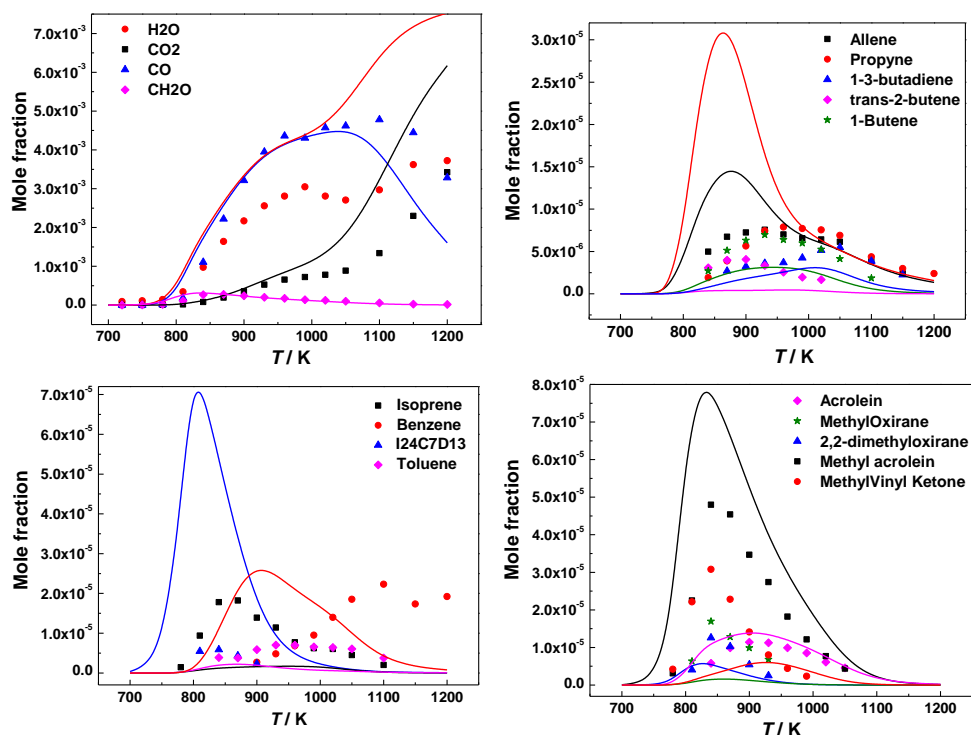 7.0x10⁻³
6.0x10⁻³
5.0x10⁻³
4.0x10⁻³
3.0x10⁻³
2.0x10⁻³
1.0x10⁻³
0.0
Mole fraction
H2O
CO2
CO
CH2O
700 800 900 1000 1100 1200
T / K
3.0x10⁻⁵
2.5x10⁻⁵
2.0x10⁻⁵
1.5x10⁻⁵
1.0x10⁻⁵
5.0x10⁻⁶
0.0
Mole fraction
Allene
Propyne
1-3-butadiene
trans-2-butene
1-Butene
700 800 900 1000 1100 1200
T / K
7.0x10⁻⁵
6.0x10⁻⁵
5.0x10⁻⁵
4.0x10⁻⁵
3.0x10⁻⁵
2.0x10⁻⁵
1.0x10⁻⁵
0.0
Mole fraction
Isoprene
Benzene
I24C7D13
Toluene
700 800 900 1000 1100 1200
T / K
8.0x10⁻⁵
7.0x10⁻⁵
6.0x10⁻⁵
5.0x10⁻⁵
4.0x10⁻⁵
3.0x10⁻⁵
2.0x10⁻⁵
1.0x10⁻⁵
0.0
Mole fraction
Acrolein
MethylOxirane
2,2-dimethyloxirane
Methyl acrolein
MethylVinyl Ketone
700 800 900 1000 1100 1200
T / K